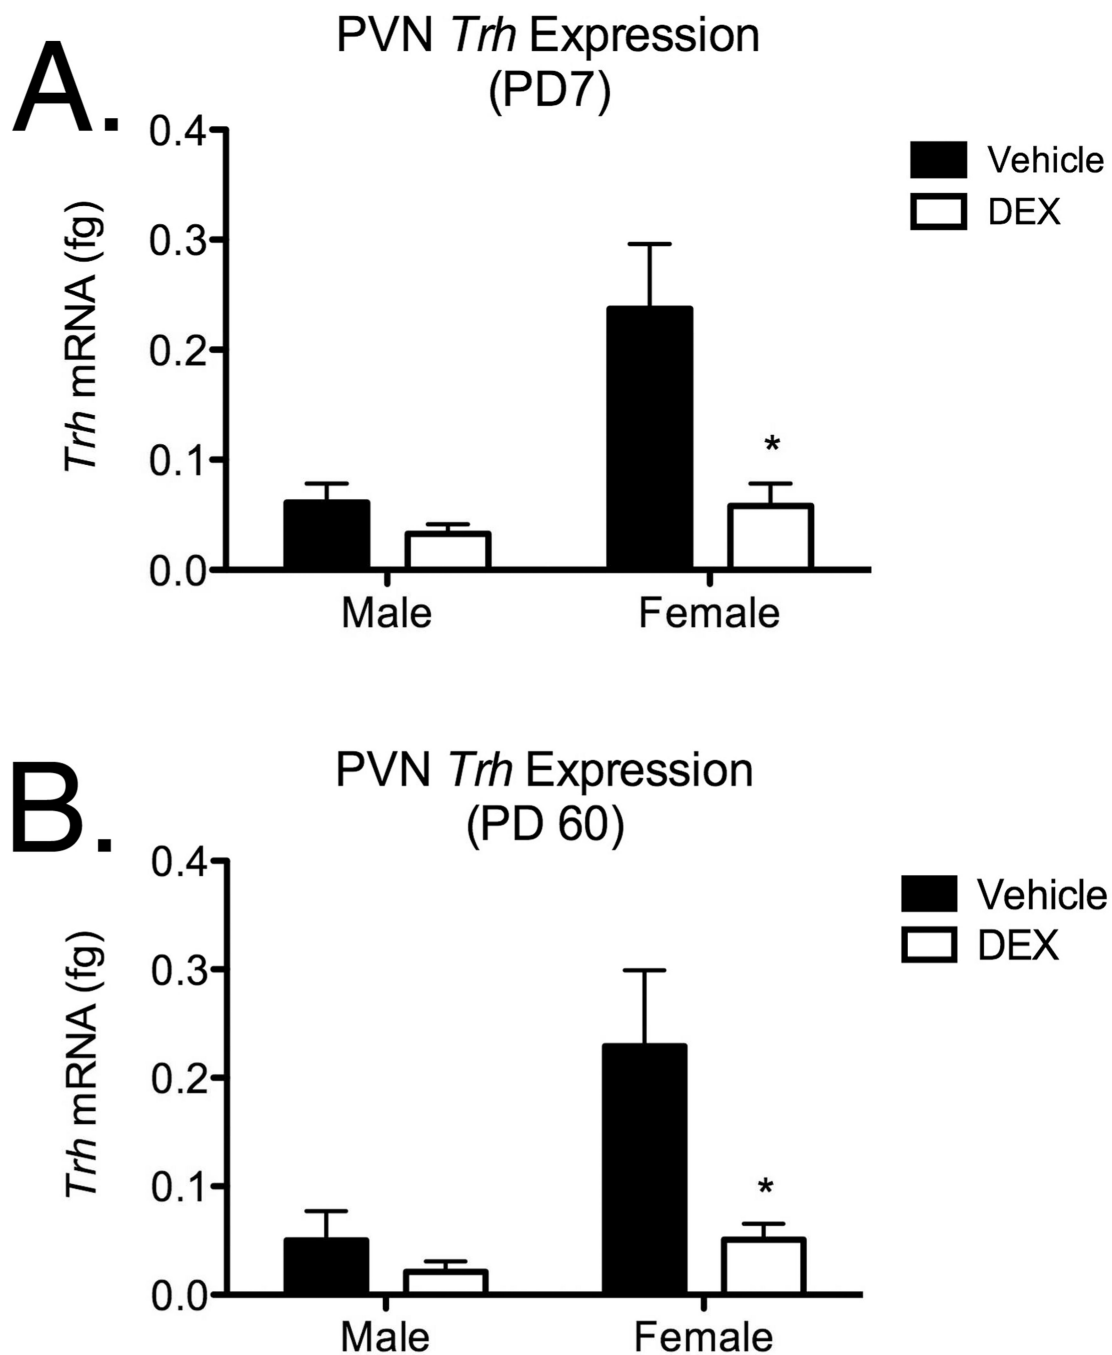 A.
PVN Trh Expression
(PD7)
Trh mRNA (fg)
0.4
0.3
0.2
0.1
0.0
*
Male
Female
Vehicle
DEX
B.
PVN Trh Expression
(PD 60)
Trh mRNA (fg)
0.4
0.3
0.2
0.1
0.0
*
Male
Female
Vehicle
DEX